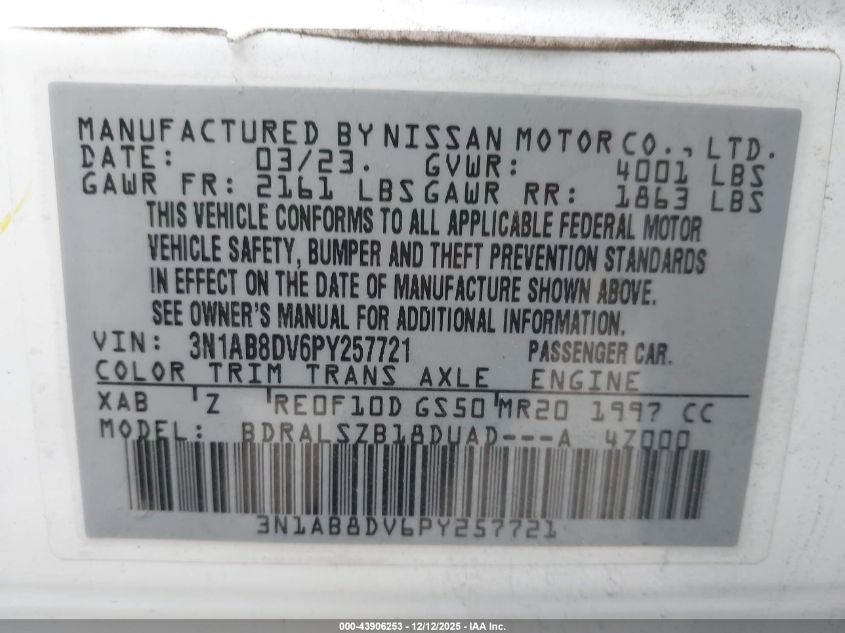 MANUFACTURED BY NISSAN MOTOR CO., LTD.
DATE: 03/23. GVWR: 4001 LBS
GAWR FR: 2161 LBS GAWR RR: 1863 LBS
THIS VEHICLE CONFORMS TO ALL APPLICABLE FEDERAL MOTOR
VEHICLE SAFETY, BUMPER AND THEFT PREVENTION STANDARDS
IN EFFECT ON THE DATE OF MANUFACTURE SHOWN ABOVE.
SEE OWNER'S MANUAL FOR ADDITIONAL INFORMATION.
VIN: 3N1AB8DV6PY257721 PASSENGER CAR.
COLOR TRIM TRANS AXLE ENGINE
XAB Z RE0F10D GS50 MR20 1997 CC
MODEL: BDRALSZB18DUAD---A 4Z000
3N1AB8DV6PY257721
000-43906253 - 12/12/2025 - IAA Inc.